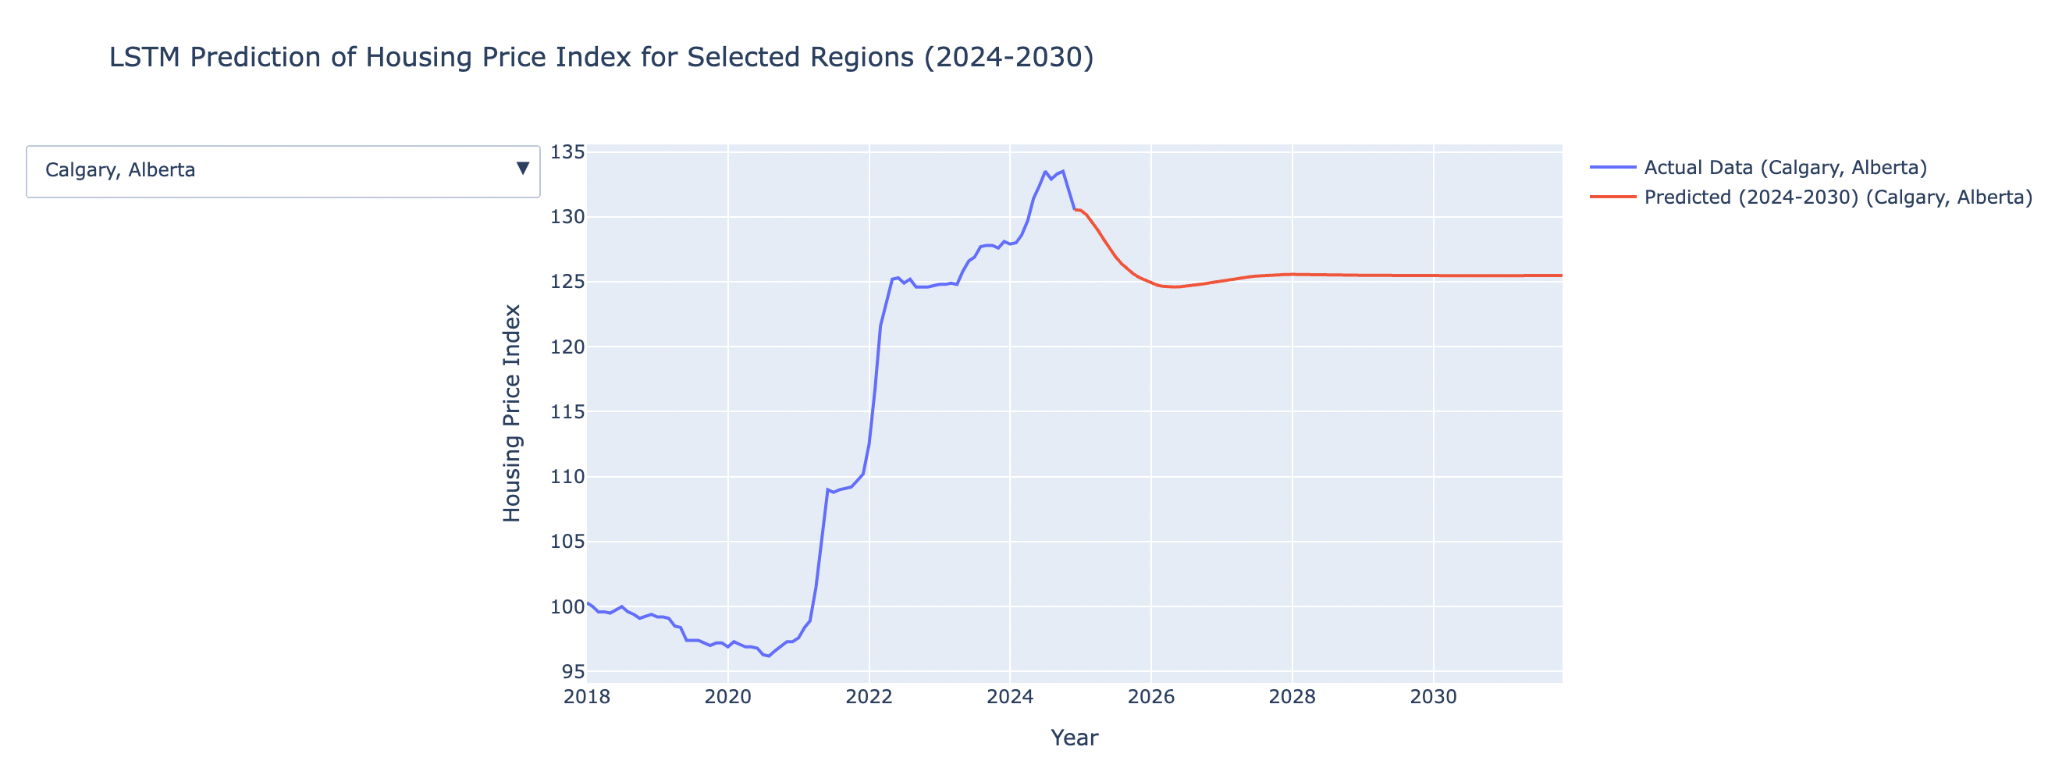 LSTM Prediction of Housing Price Index for Selected Regions (2024-2030)
Calgary, Alberta ▼
Housing Price Index
135
130
125
120
115
110
105
100
95
2018 2020 2022 2024 2026 2028 2030
Year
Actual Data (Calgary, Alberta)
Predicted (2024-2030) (Calgary, Alberta)